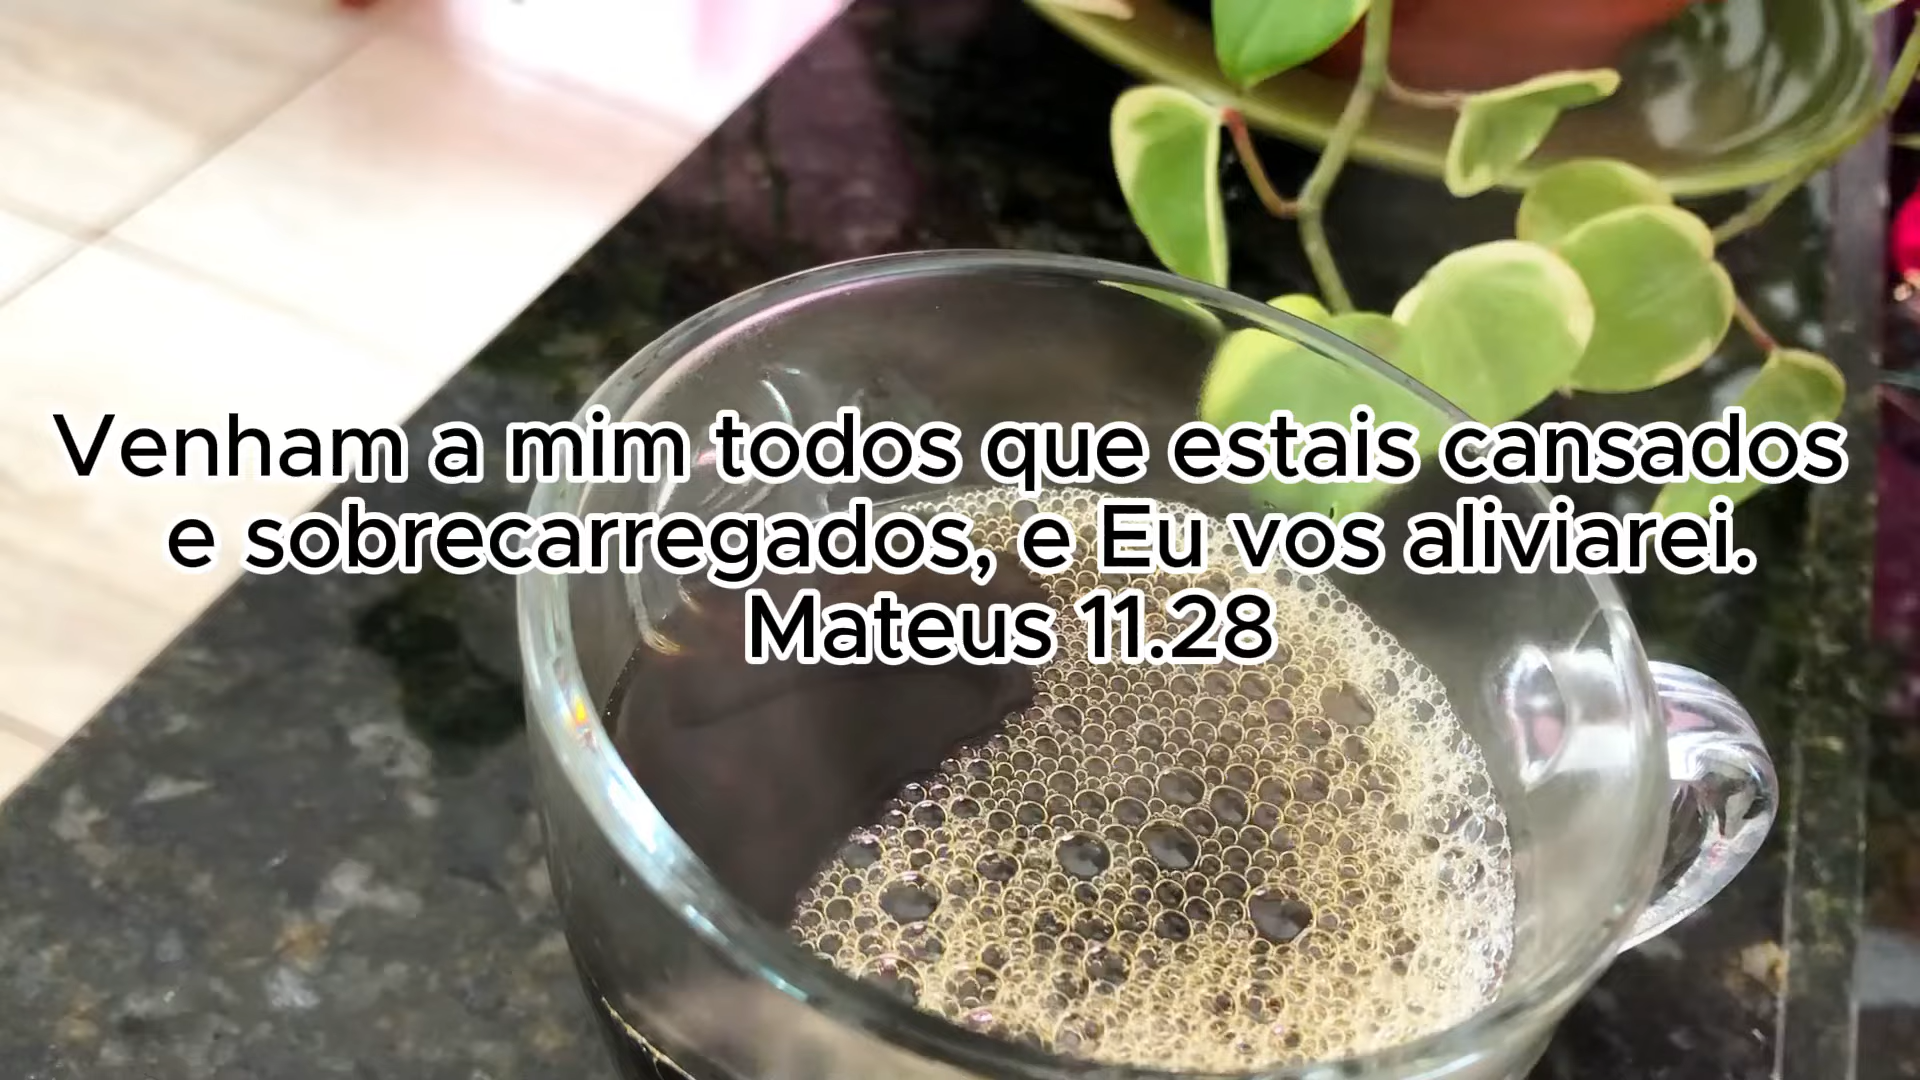 Venham a mim todos que estais cansados
e sobrecarregados, e Eu vos aliviarei.
Mateus 11.28